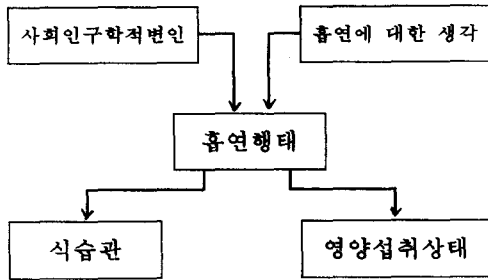 사회인구학적변인
흡연에 대한 생각
흡연행태
식습관
영양섭취상태